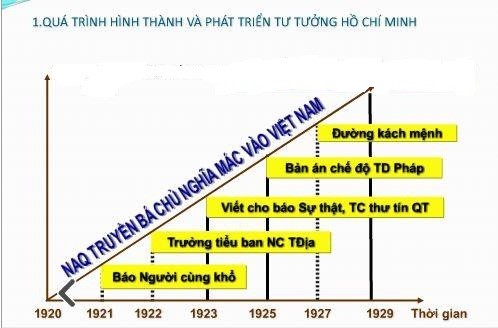 1.QUÁ TRÌNH HÌNH THÀNH VÀ PHÁT TRIỂN TƯ TƯỞNG HỒ CHÍ MINH
NAQ TRUYỀN BÁ CHỦ NGHĨA MÁC VÀO VIỆT NAM
Đường kách mệnh
Bản án chế độ TD Pháp
Viết cho báo Sự thật, TC thư tín QT
Trưởng tiểu ban NC TĐịa
Báo Người cùng khổ
1920 1921 1922 1923 1925 1927 1929 Thời gian